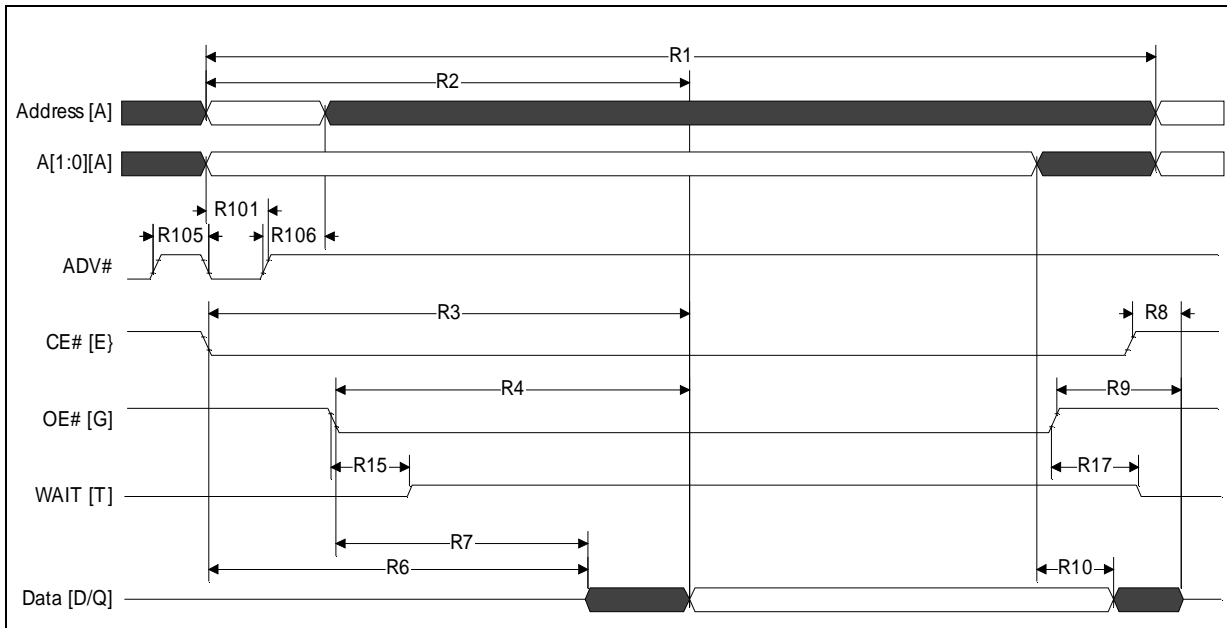 R1
R2
Address [A]
A[1:0][A]
R101
R105
R106
ADV#
R3
R8
CE# [E}
R4
R9
OE# [G]
R15
R17
WAIT [T]
R7
R6
R10
Data [D/Q]